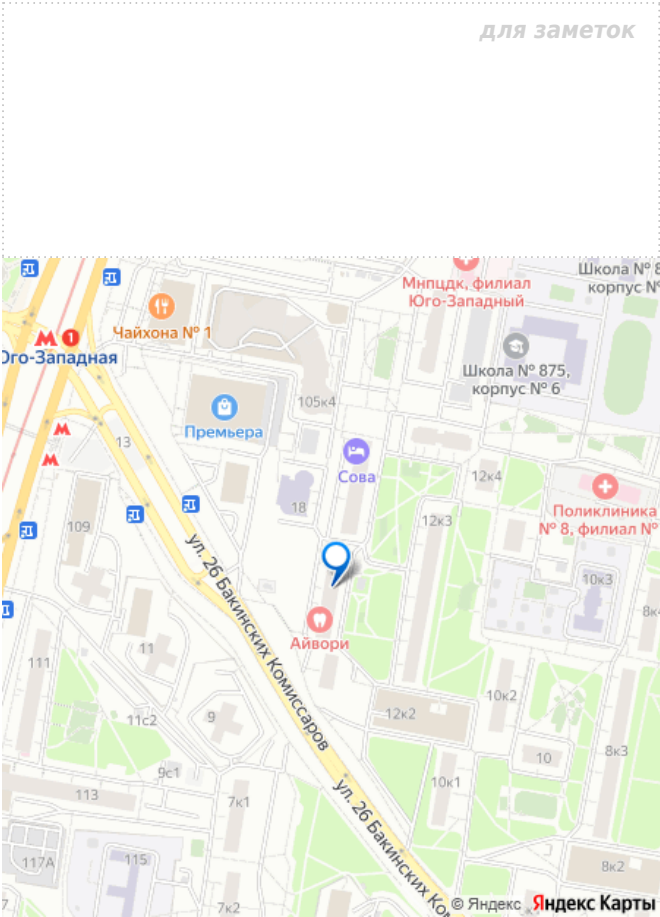 для заметок
Школа № 8
корпус №
Мнпцдк, филиал
Юго-Западный
Чайхона № 1
1
Юго-Западная
Школа № 875,
корпус № 6
105к4
Премьера
13
Сова
12к4
Поликлиника
№ 8, филиал №
18
12к3
109
ул. 26 Бакинских Комиссаров
10к3
8к
Айвори
11
111
10к2
11с2
9
12к2
8к3
10
9с1
10к1
113
7к1
ул. 26 Бакинских Ко
117А
115
8к2
7к2
7
© Яндекс Яндекс Карты